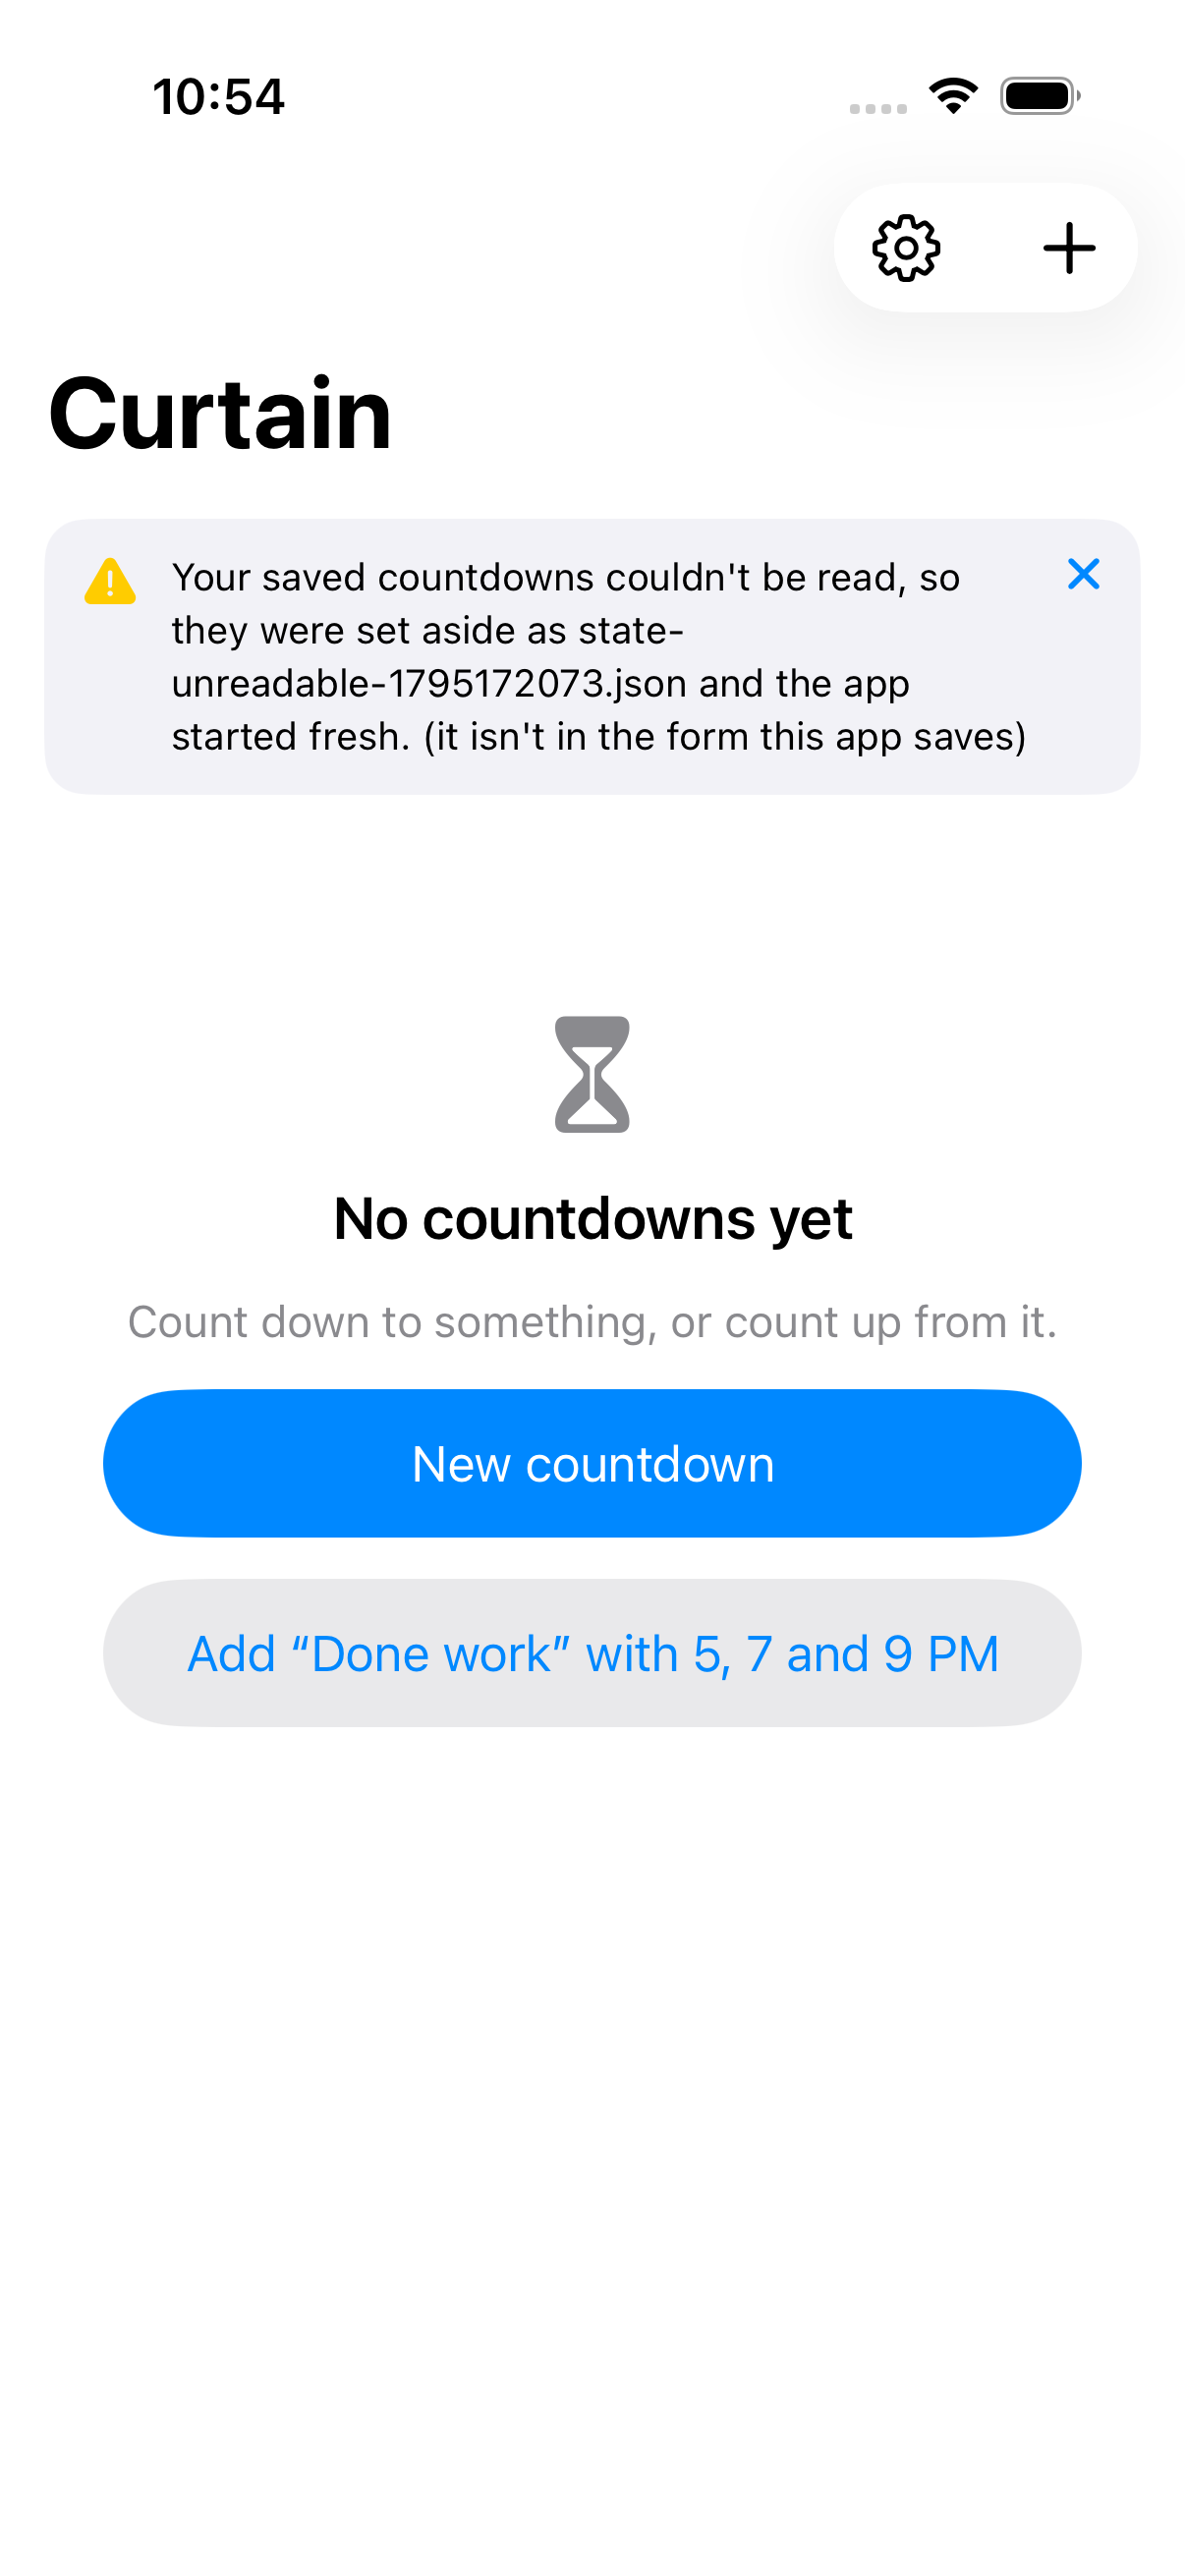 10:54
Curtain
Your saved countdowns couldn't be read, so
they were set aside as state-
unreadable-1795172073.json and the app
started fresh. (it isn't in the form this app saves)
No countdowns yet
Count down to something, or count up from it.
New countdown
Add “Done work” with 5, 7 and 9 PM